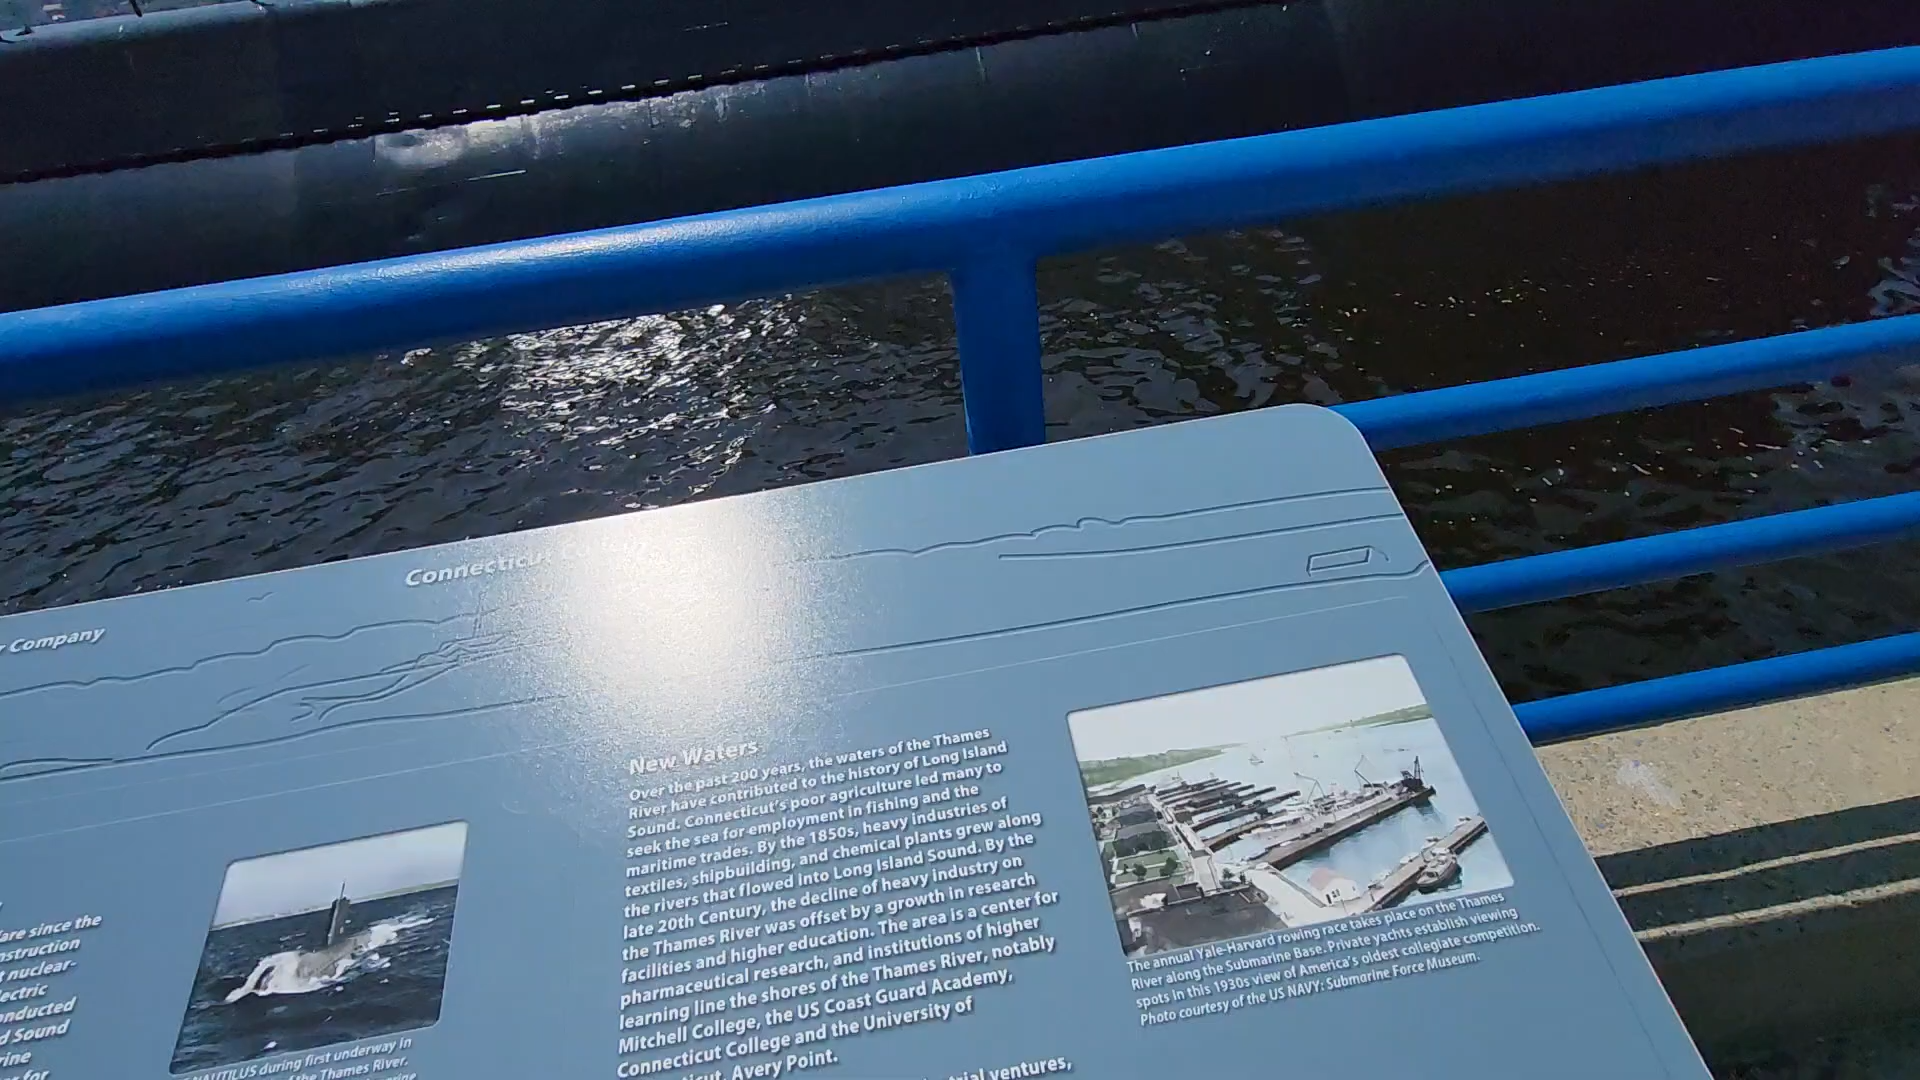 Connecticut College
Company
New Waters
Over the past 200 years, the waters of the Thames
River have contributed to the history of Long Island
Sound. Connecticut's poor agriculture led many to
seek the sea for employment in fishing and the
maritime trades. By the 1850s, heavy industries of
textiles, shipbuilding, and chemical plants grew along
the rivers that flowed into Long Island Sound. By the
late 20th Century, the decline of heavy industry on
the Thames River was offset by a growth in research
facilities and higher education. The area is a center for
pharmaceutical research, and institutions of higher
learning line the shores of the Thames River, notably
Mitchell College, the US Coast Guard Academy,
Connecticut College and the University of
Avery Point.
ventures,
The annual Yale-Harvard rowing race takes place on the Thames
River along the Submarine Base. Private yachts establish viewing
spots in this 1930s view of America's oldest collegiate competition.
Photo courtesy of the US NAVY: Submarine Force Museum.
NAUTILUS during first underway in
of the Thames River.
are since the
nuclear-
Sound
for